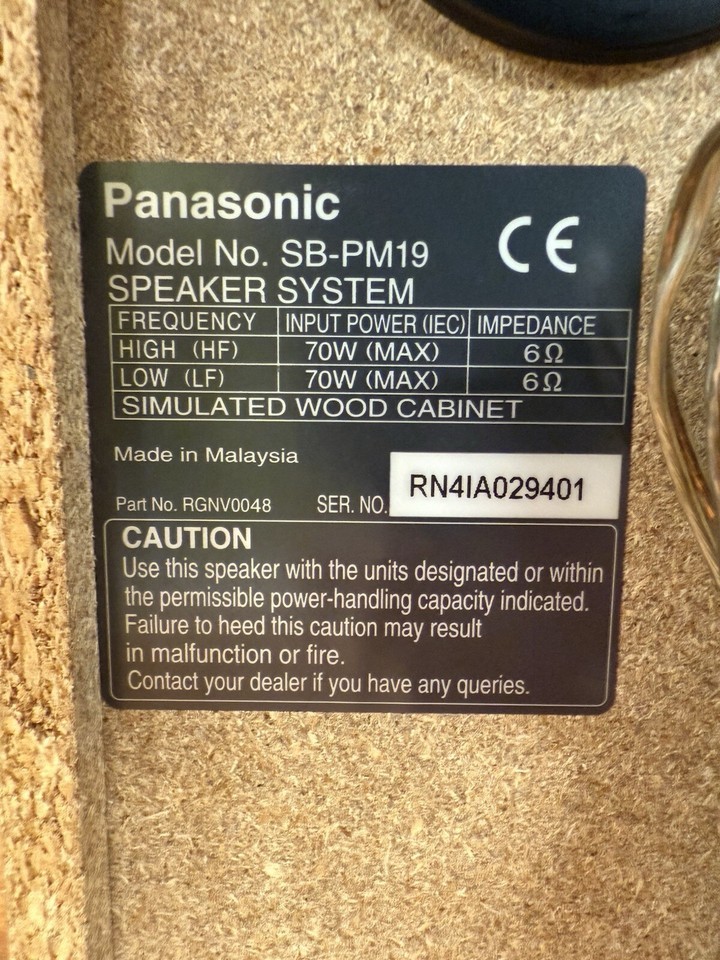 Panasonic
CE
Model No. SB-PM19
SPEAKER SYSTEM
FREQUENCY INPUT POWER (IEC) IMPEDANCE
HIGH (HF) 70W (MAX) 6Ω
LOW (LF) 70W (MAX) 6Ω
SIMULATED WOOD CABINET
Made in Malaysia
Part No. RGNV0048 SER. NO. RN4IA029401
CAUTION
Use this speaker with the units designated or within
the permissible power-handling capacity indicated.
Failure to heed this caution may result
in malfunction or fire.
Contact your dealer if you have any queries.